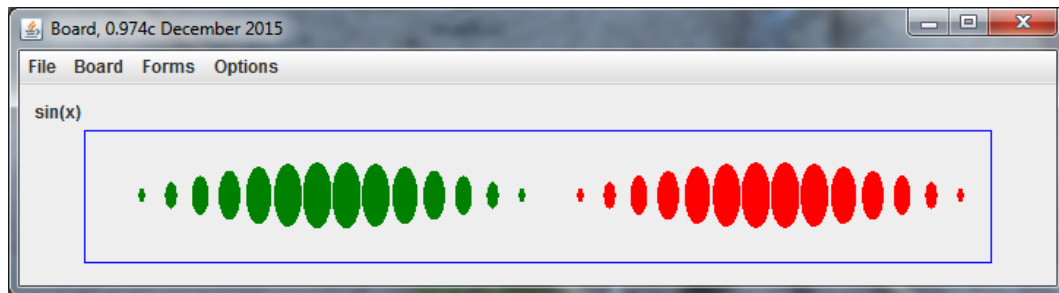 Board, 0.974c December 2015
File Board Forms Options
sin(x)